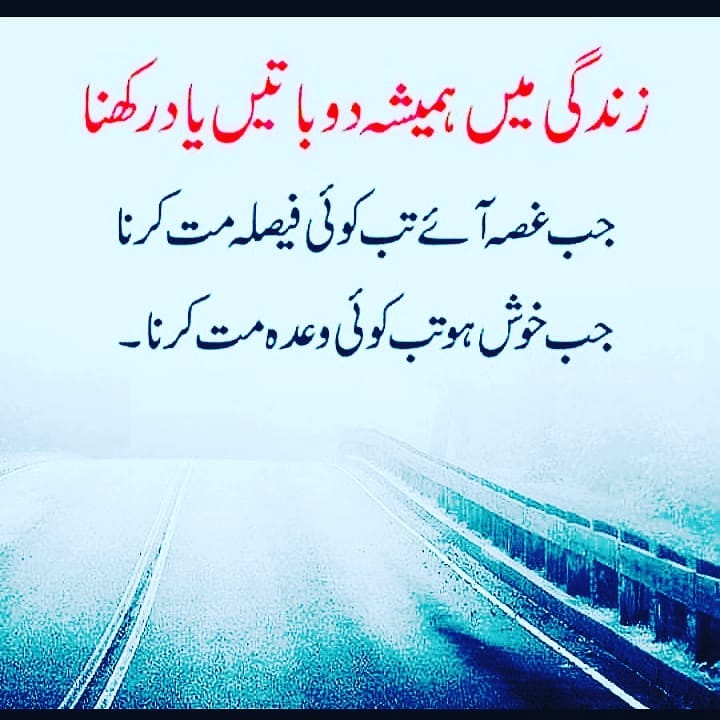 زندگی میں ہمیشہ دو باتیں یاد رکھنا
جب غصہ آئے تب کوئی فیصلہ مت کرنا
جب خوش ہو تب کوئی وعدہ مت کرنا۔